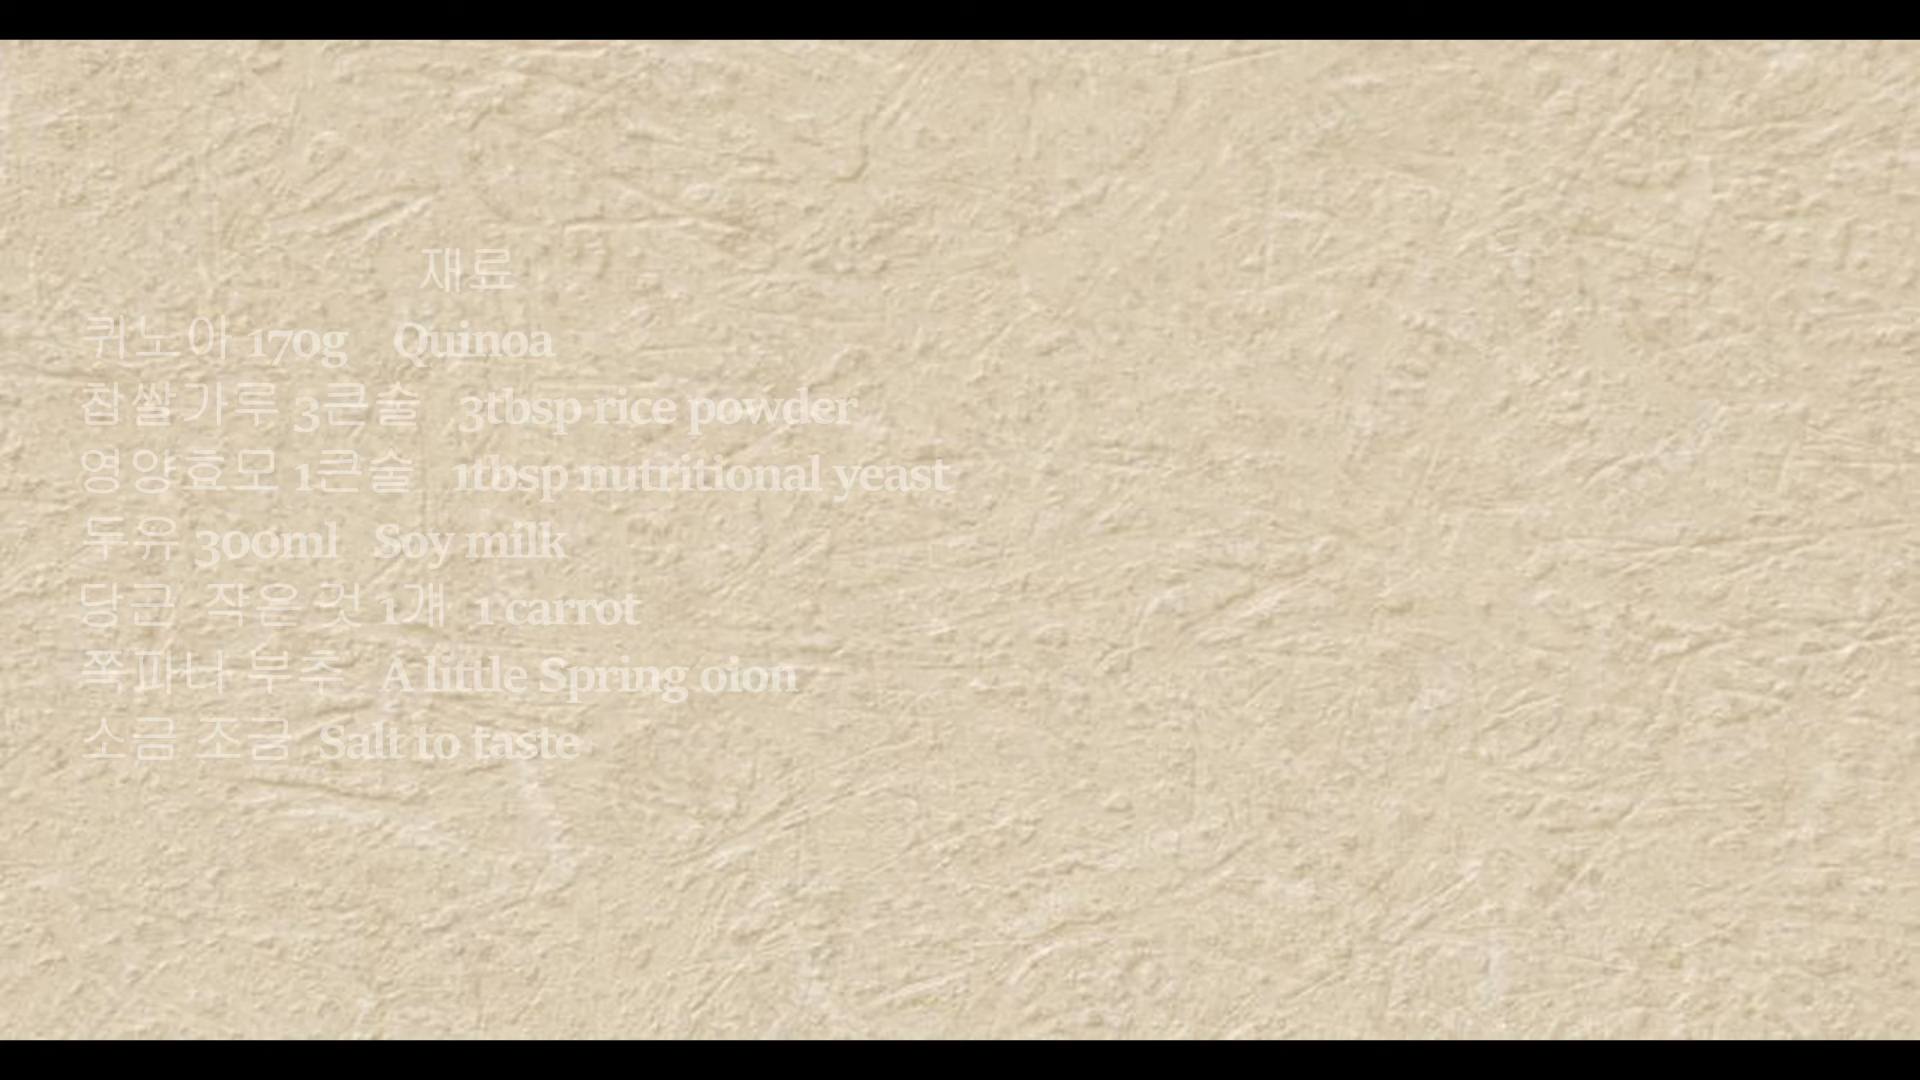 재료
퀴노아 170g Quinoa
찹쌀가루 3큰술 3tbsp rice powder
영양효모 1큰술 1tbsp nutritional yeast
두유 300ml Soy milk
당근 작은 것 1개 1 carrot
쪽파나 부추 A little Spring oion
소금 조금 Salt to taste